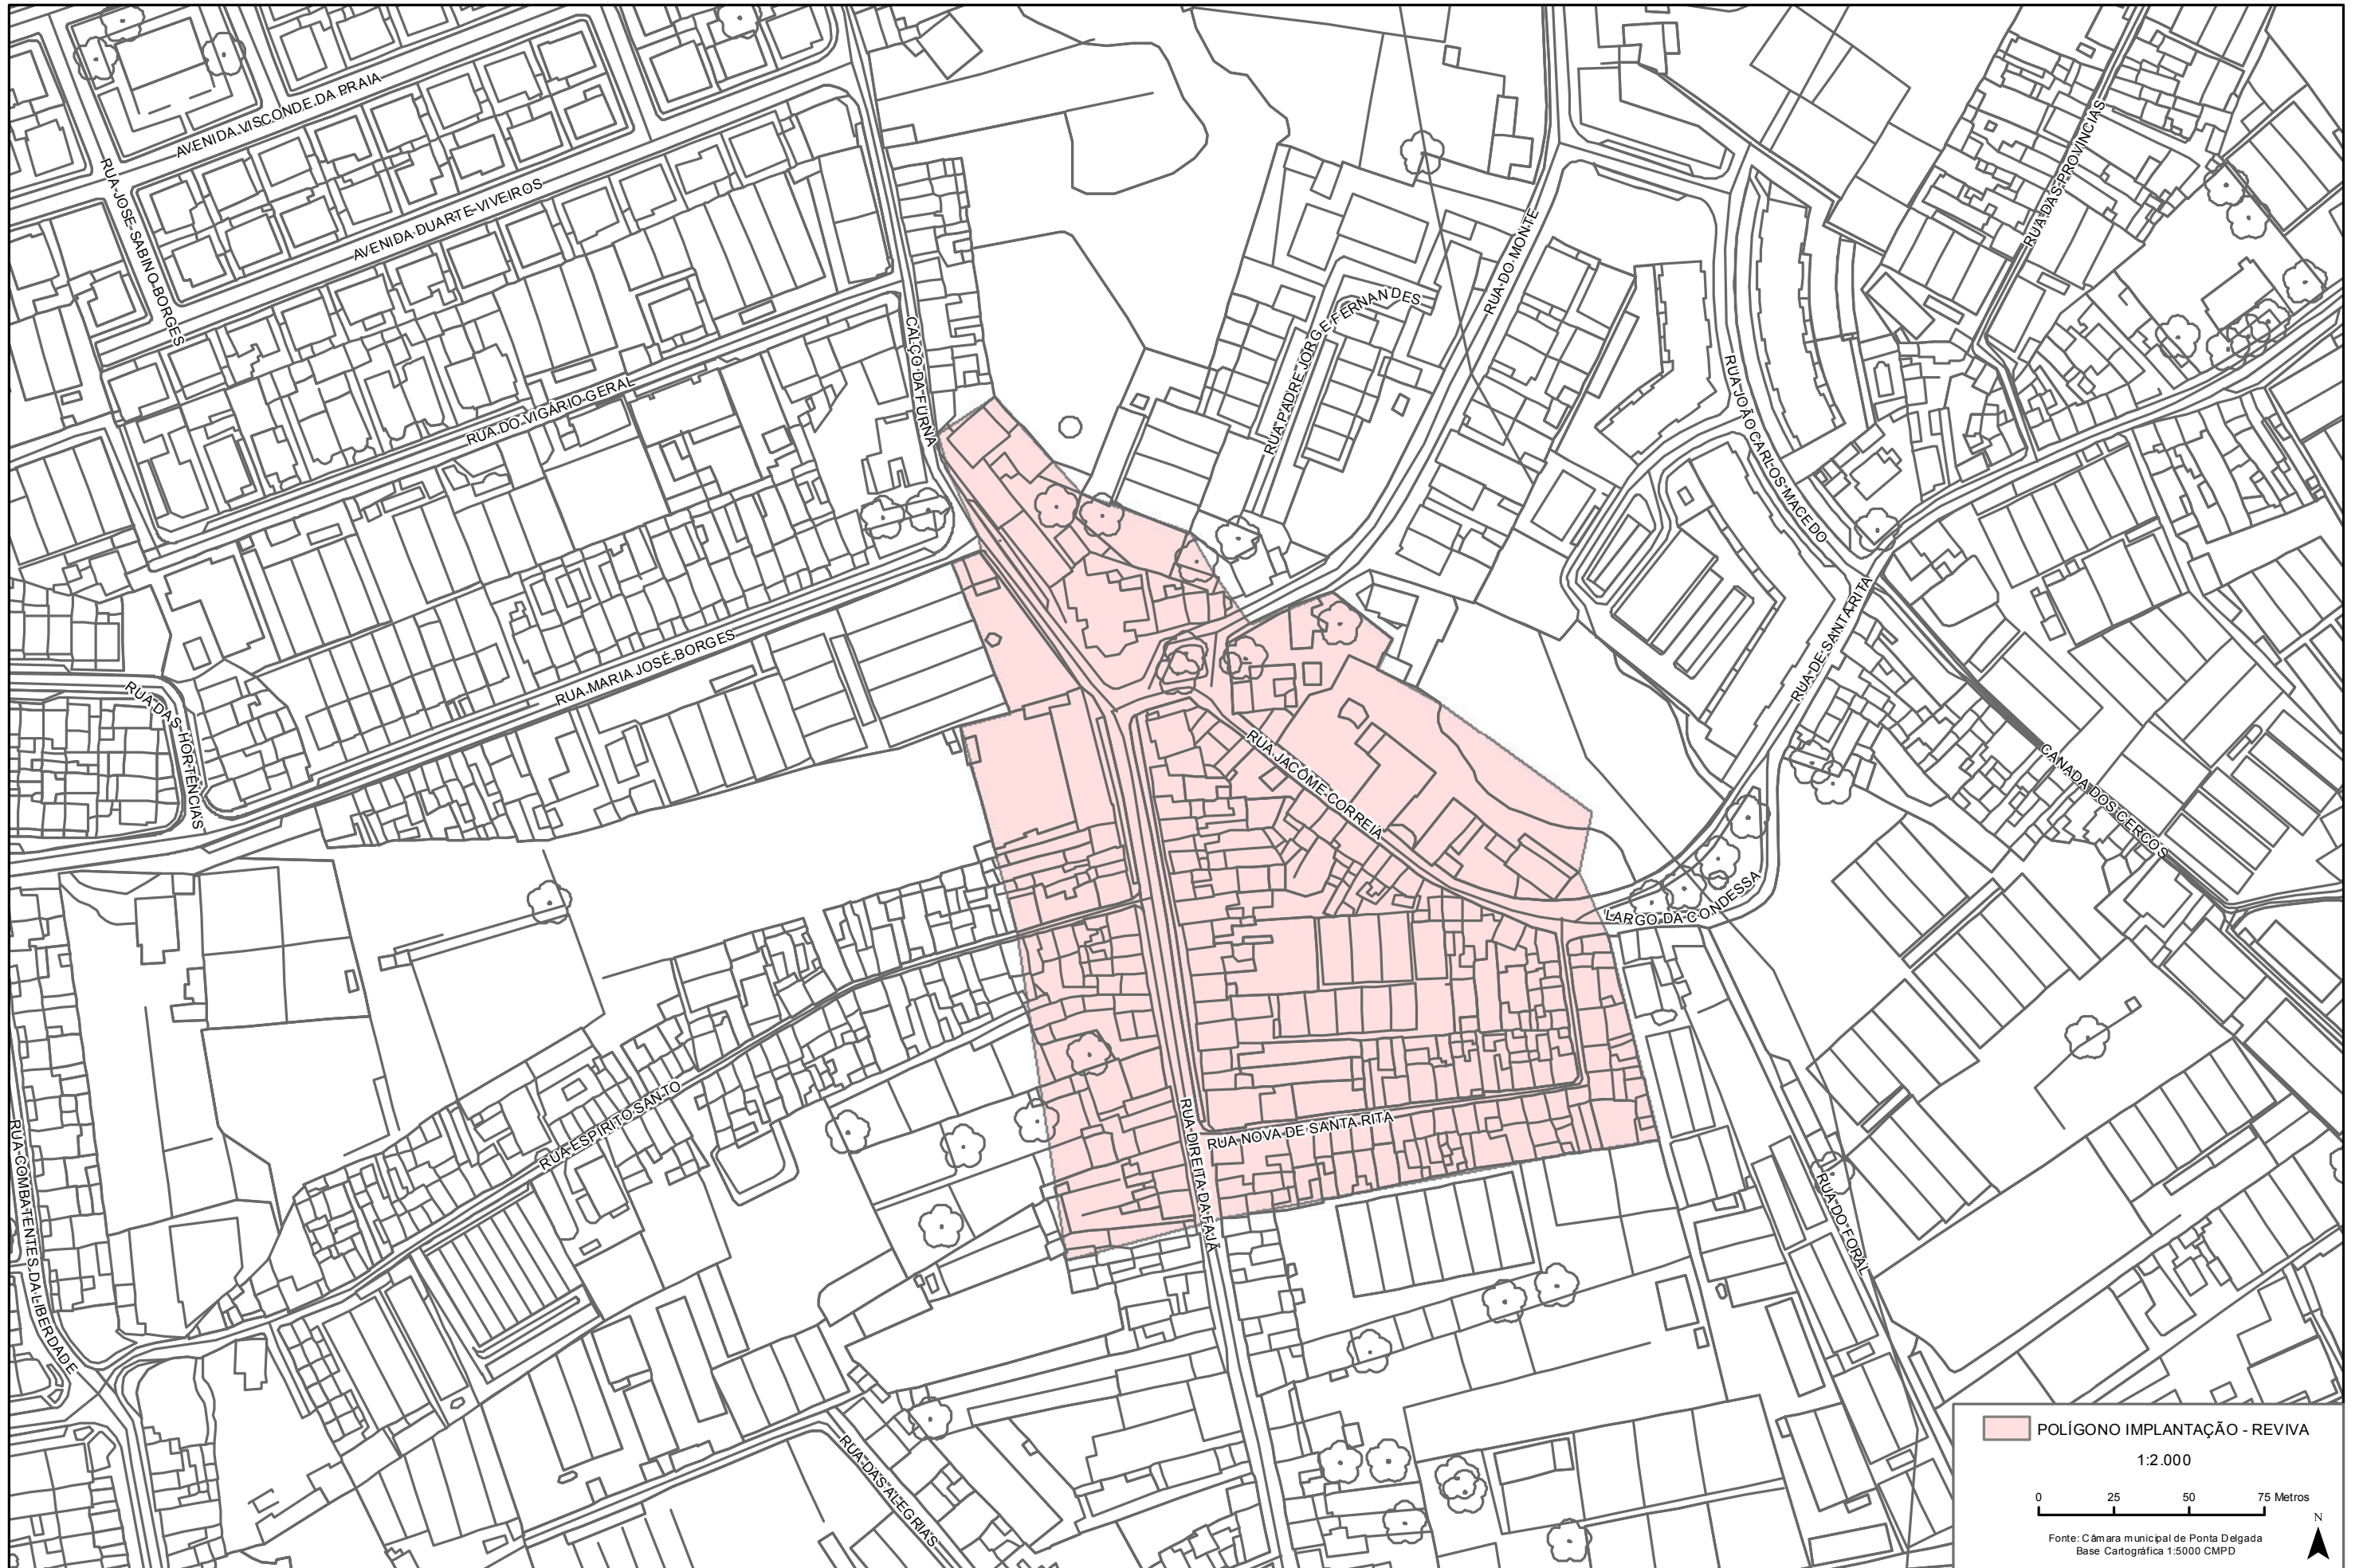 AVENIDA VISCONDE DA PRAIA
RUA JOSE SABINO BORGES
AVENIDA DUARTE VIVEIROS
RUA DAS PROVINCIAS
RUA DO MONTE
RUA PADRE JORGE FERNANDES
CALÇO DA FURNA
RUA DO VIGÁRIO GERAL
RUA JOÃO CARLOS MACEDO
RUA DE SANTA RITA
RUA MARIA JOSÉ BORGES
RUA DAS HORTÊNCIAS
RUA JACÔME CORREIA
CANADA DOS CERCOS
LARGO DA CONDESSA
RUA ESPIRITO SANTO
RUA NOVA DE SANTA RITA
RUA DIREITA DA FAJÃ
RUA COMBATENTES DA LIBERDADE
RUA DO FORAL
RUA DAS ALEGRIAS
POLÍGONO IMPLANTAÇÃO - REVIVA
1:2.000
0 25 50 75 Metros
N
Fonte: Câmara municipal de Ponta Delgada
Base Cartográfica 1:5000 CMPD